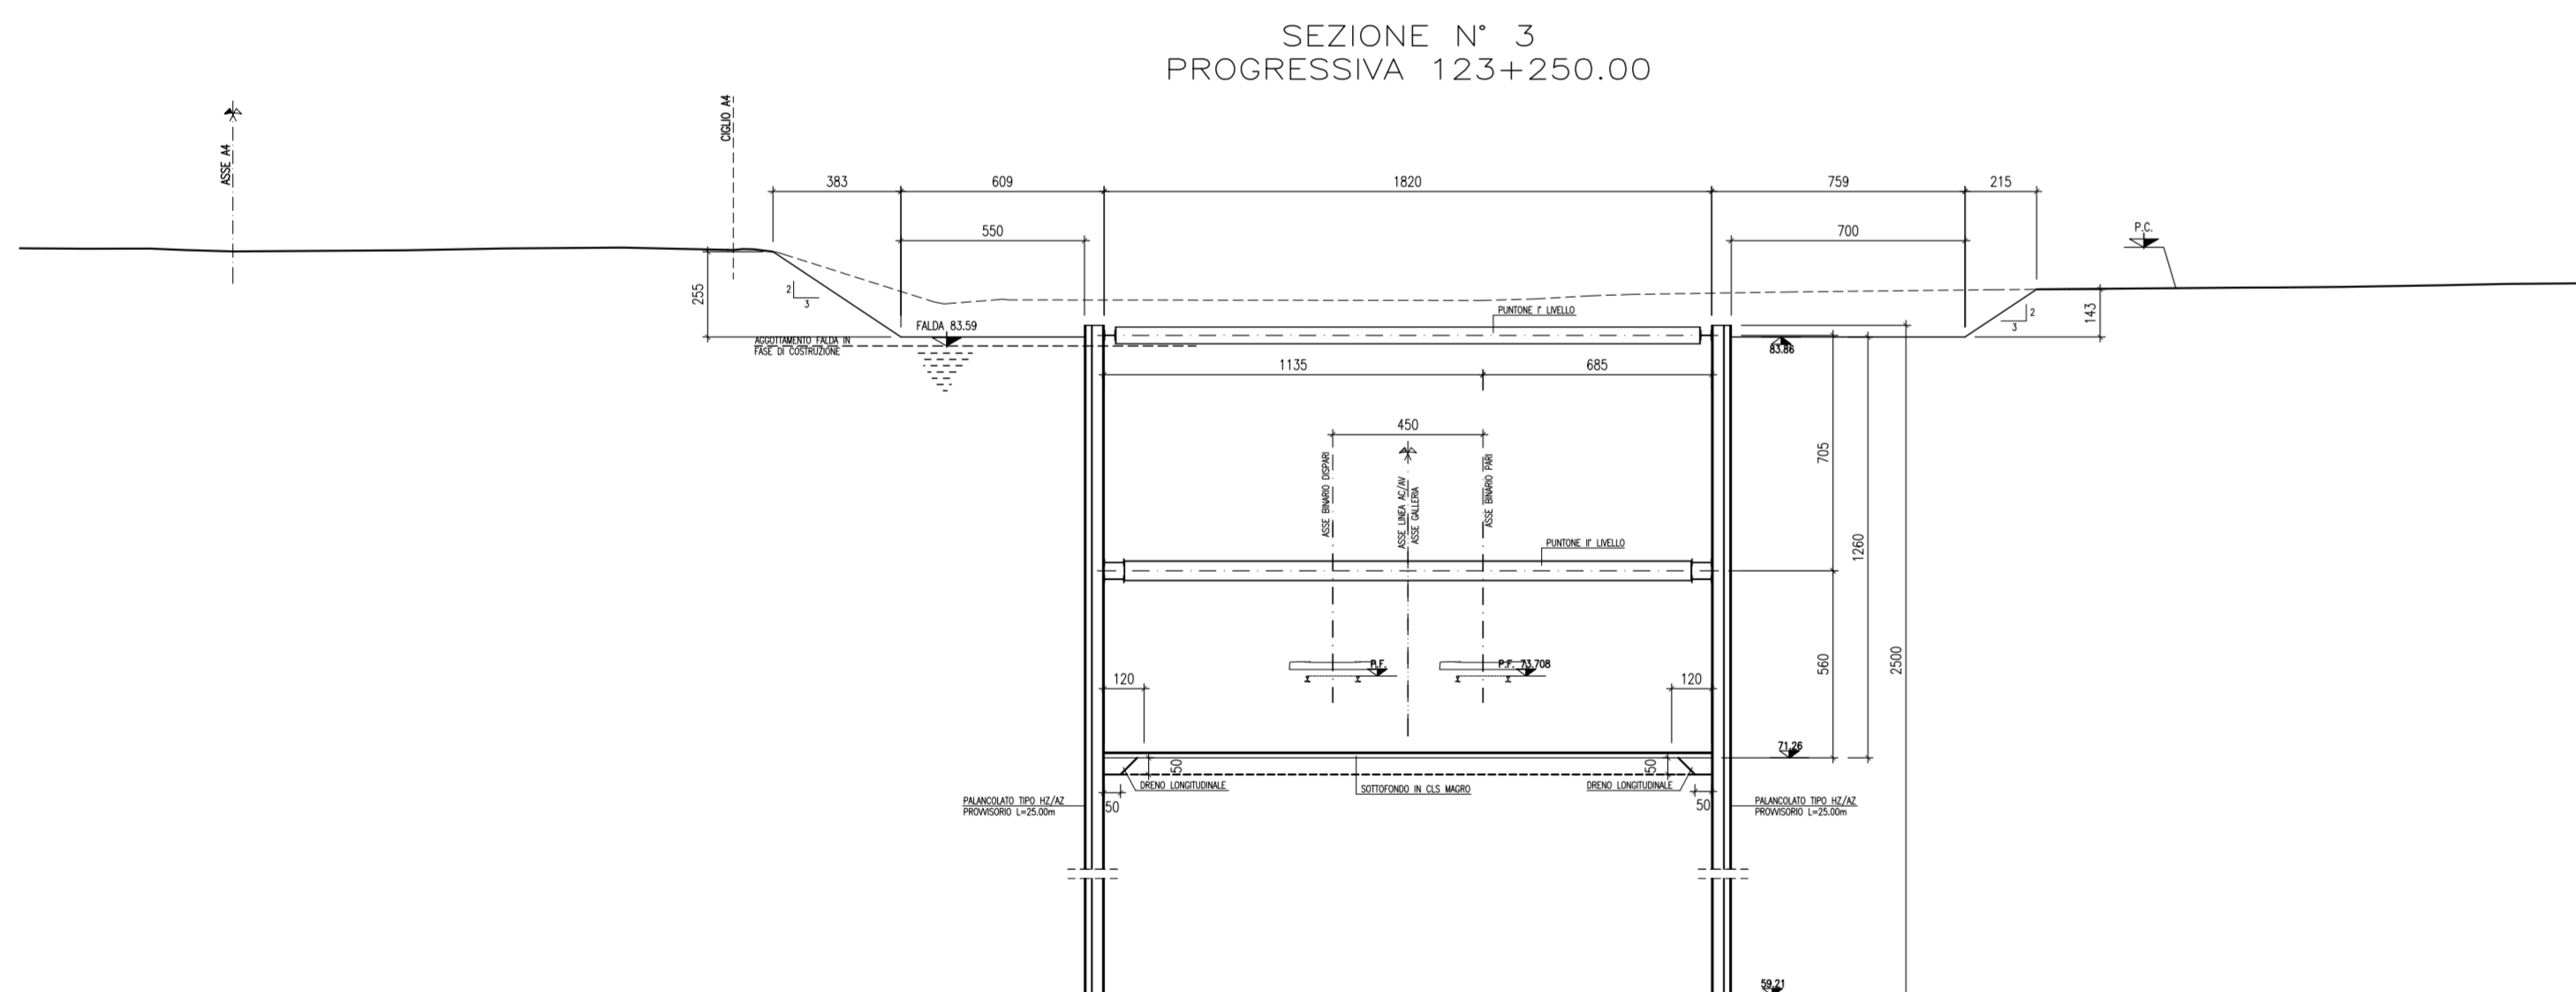 SEZIONE N° 3
PROGRESSIVA 123+250.00
ASSE A4
CIGLIO A4
383
609
1820
759
215
550
700
P.C.
255
2
3
2
3
143
FALDA 83.59
AGGOTTAMENTO FALDA IN
FASE DI COSTRUZIONE
PUNTONE I° LIVELLO
83.86
1135
685
450
705
ASSE BINARIO DISPARI
ASSE LINEA AC/AV
ASSE GALLERIA
ASSE BINARIO PARI
PUNTONE II° LIVELLO
1260
560
2500
P.F.
P.F. 73.708
120
120
71.26
50
50
DRENO LONGITUDINALE
SOTTOFONDO IN CLS MAGRO
DRENO LONGITUDINALE
50
50
PALANCOLATO TIPO HZ/AZ
PROVVISORIO L=25.00m
PALANCOLATO TIPO HZ/AZ
PROVVISORIO L=25.00m
59.21